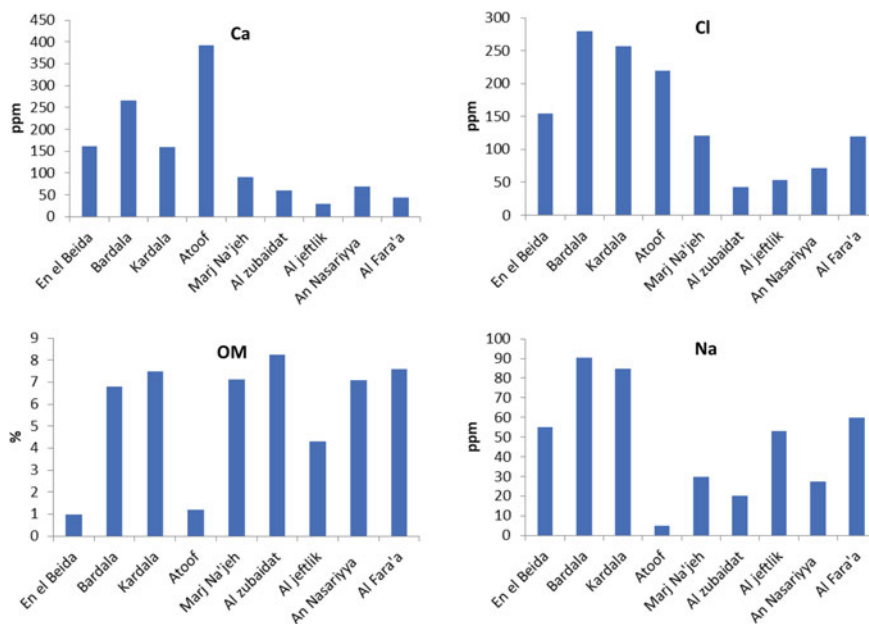 Ca
ppm
450
400
350
300
250
200
150
100
50
0
En el Beida
Bardala
Kardala
Atoof
Marj Na'jeh
Al zubaidat
Al jeftlik
An Nasariyya
Al Fara'a
Cl
ppm
300
250
200
150
100
50
0
En el Beida
Bardala
Kardala
Atoof
Marj Na'jeh
Al zubaidat
Al jeftlik
An Nasariyya
Al Fara'a
OM
%
9
8
7
6
5
4
3
2
1
0
En el Beida
Bardala
Kardala
Atoof
Marj Na'jeh
Al zubaidat
Al jeftlik
An Nasariyya
Al Fara'a
Na
ppm
100
90
80
70
60
50
40
30
20
10
0
En el Beida
Bardala
Kardala
Atoof
Marj Na'jeh
Al zubaidat
Al jeftlik
An Nasariyya
Al Fara'a